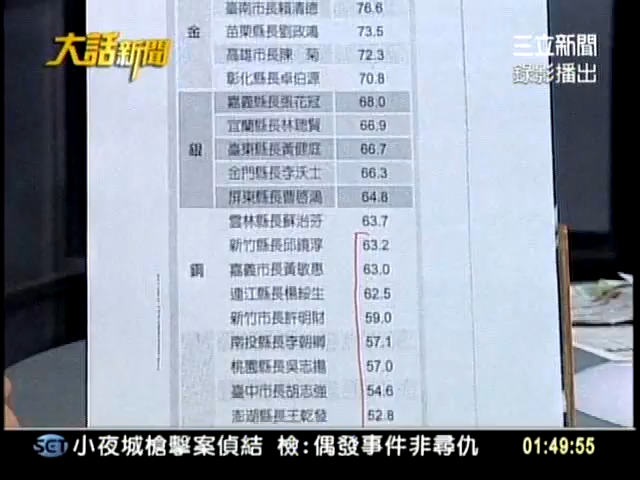 大話新聞
三立新聞
錄影播出
臺南市長賴清德 76.6
金
苗栗縣長劉政鴻 73.5
高雄市長陳 菊 72.3
彰化縣長卓伯源 70.8
嘉義縣長張花冠 68.0
宜蘭縣長林聰賢 66.9
銀
臺東縣長黃健庭 66.7
金門縣長李沃士 66.3
屏東縣長曹啓鴻 64.8
雲林縣長蘇治芬 63.7
新竹縣長邱鏡淳 63.2
銅
嘉義市長黃敏惠 63.0
連江縣長楊綏生 62.5
新竹市長許明財 59.0
南投縣長李朝卿 57.1
桃園縣長吳志揚 57.0
臺中市長胡志強 54.6
澎湖縣長王乾發 52.8
SET 小夜城槍擊案偵結 檢:偶發事件非尋仇 01:49:55